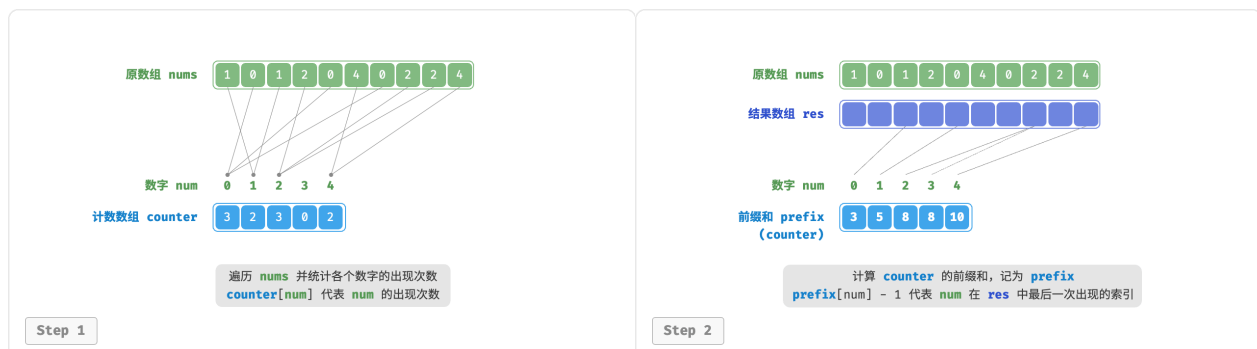 原数组 nums 1 0 1 2 0 4 0 2 2 4
数字 num 0 1 2 3 4
计数数组 counter 3 2 3 0 2
遍历 nums 并统计各个数字的出现次数
counter[num] 代表 num 的出现次数
Step 1
原数组 nums 1 0 1 2 0 4 0 2 2 4
结果数组 res
数字 num 0 1 2 3 4
前缀和 prefix 3 5 8 8 10
(counter)
计算 counter 的前缀和，记为 prefix
prefix[num] - 1 代表 num 在 res 中最后一次出现的索引
Step 2